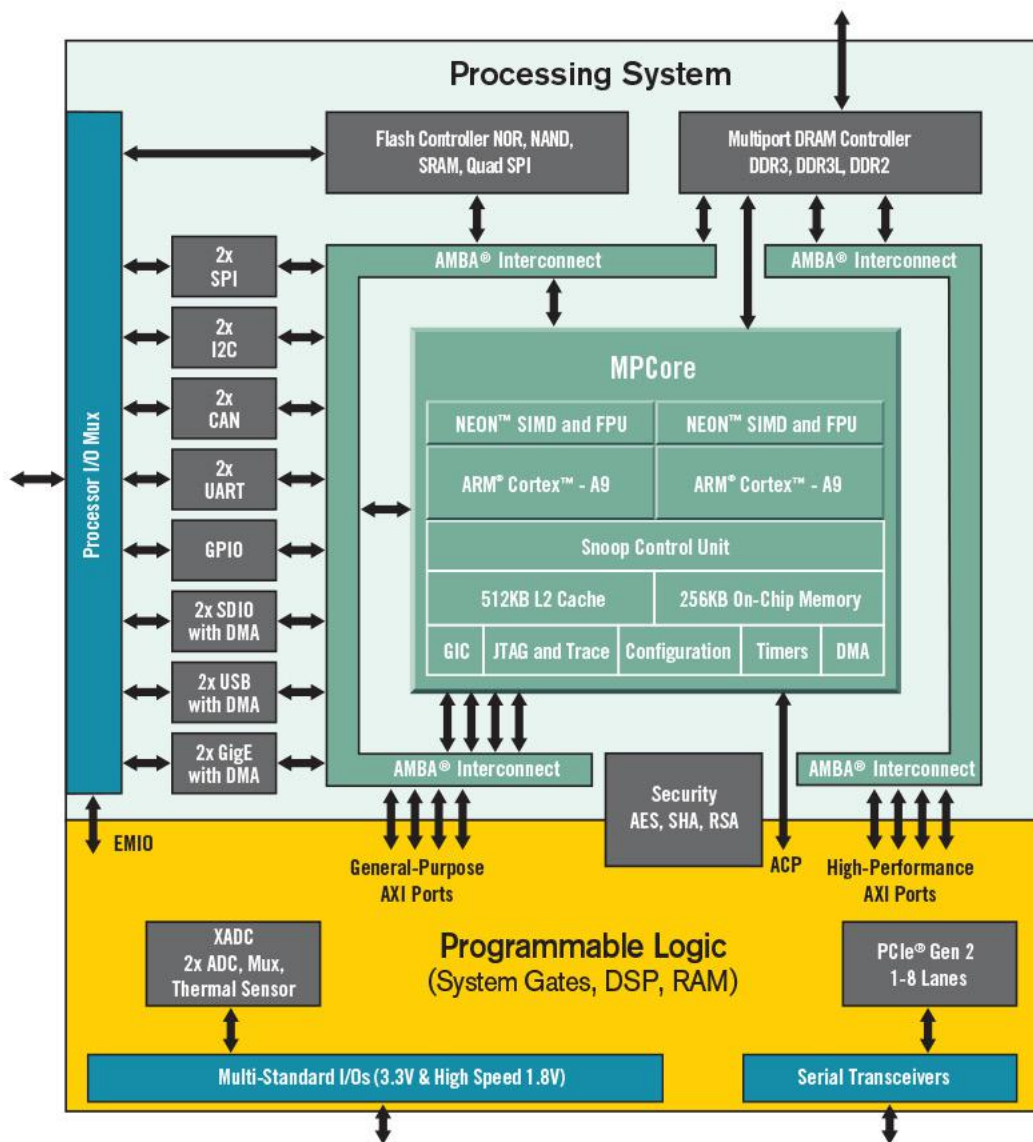 Processing System
Flash Controller NOR, NAND,
SRAM, Quad SPI
Multiport DRAM Controller
DDR3, DDR3L, DDR2
AMBA® Interconnect
AMBA® Interconnect
Processor I/O Mux
2x
SPI
2x
I2C
2x
CAN
2x
UART
GPIO
2x SDIO
with DMA
2x USB
with DMA
2x GigE
with DMA
MPCore
NEON™ SIMD and FPU
NEON™ SIMD and FPU
ARM® Cortex™ - A9
ARM® Cortex™ - A9
Snoop Control Unit
512KB L2 Cache
256KB On-Chip Memory
GIC
JTAG and Trace
Configuration
Timers
DMA
AMBA® Interconnect
AMBA® Interconnect
Security
AES, SHA, RSA
EMIO
General-Purpose
AXI Ports
ACP
High-Performance
AXI Ports
XADC
2x ADC, Mux,
Thermal Sensor
Programmable Logic
(System Gates, DSP, RAM)
PCIe® Gen 2
1-8 Lanes
Multi-Standard I/Os (3.3V & High Speed 1.8V)
Serial Transceivers